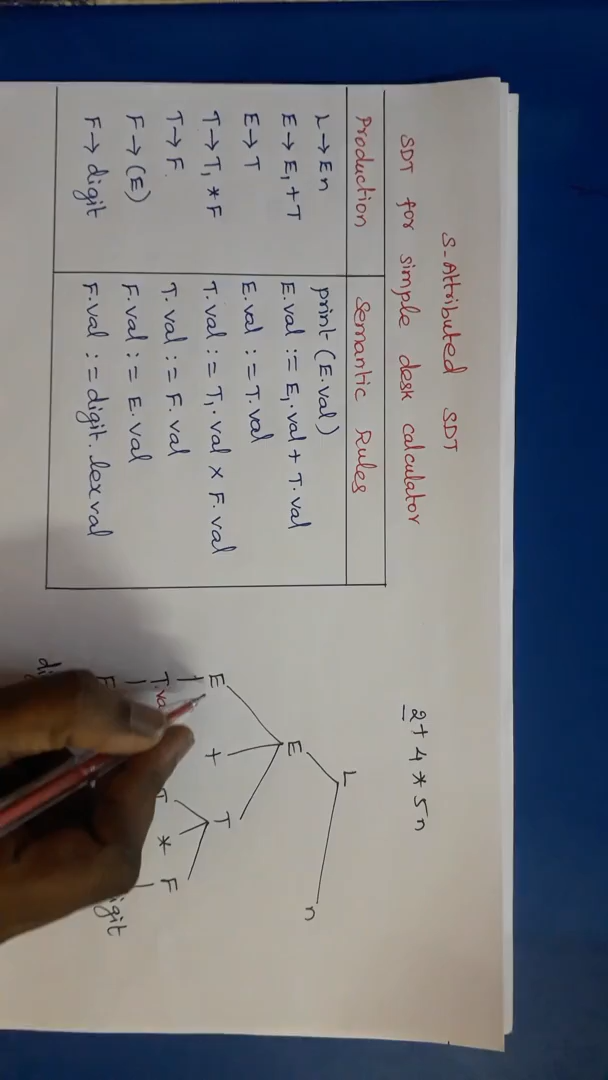 S-Attributed SDT
SDT for simple desk calculator
Production Semantic Rules
L → En print (E.val)
E → E₁ + T E.val := E₁.val + T.val
E → T E.val := T.val
T → T₁ * F T.val := T₁.val × F.val
T → F T.val := F.val
F → (E) F.val := E.val
F → digit F.val := digit.lexval
2 + 4 * 5n
L
E n
E + T
T * F